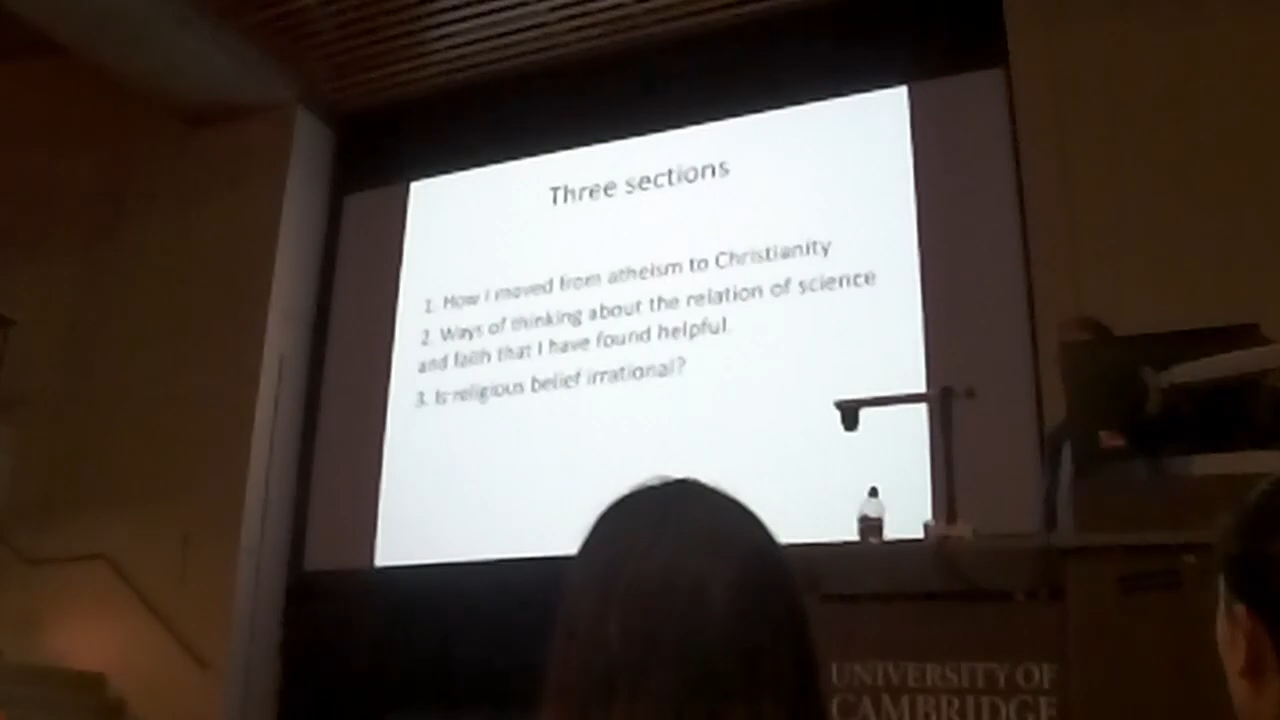 Three sections
1. How I moved from atheism to Christianity
2. Ways of thinking about the relation of science
and faith that I have found helpful.
3. Is religious belief irrational?
UNIVERSITY OF
CAMBRIDGE